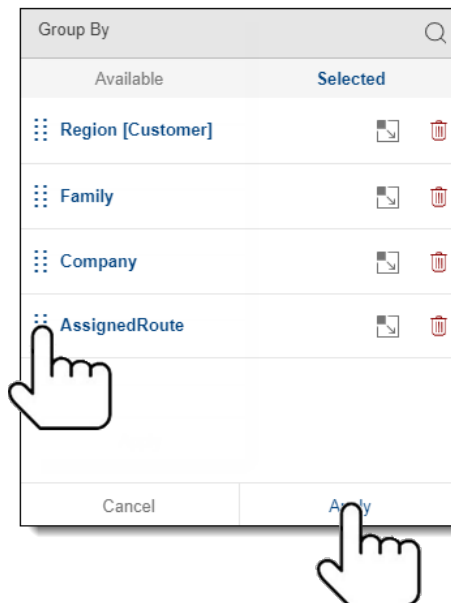 Group By
Available Selected
Region [Customer]
Family
Company
AssignedRoute
Cancel Apply